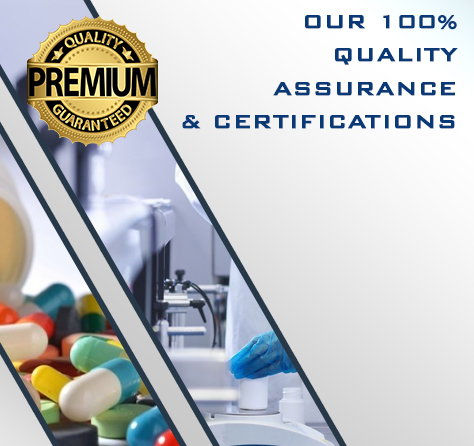 OUR 100%
QUALITY
ASSURANCE
& CERTIFICATIONS
QUALITY
PREMIUM
GUARANTEED